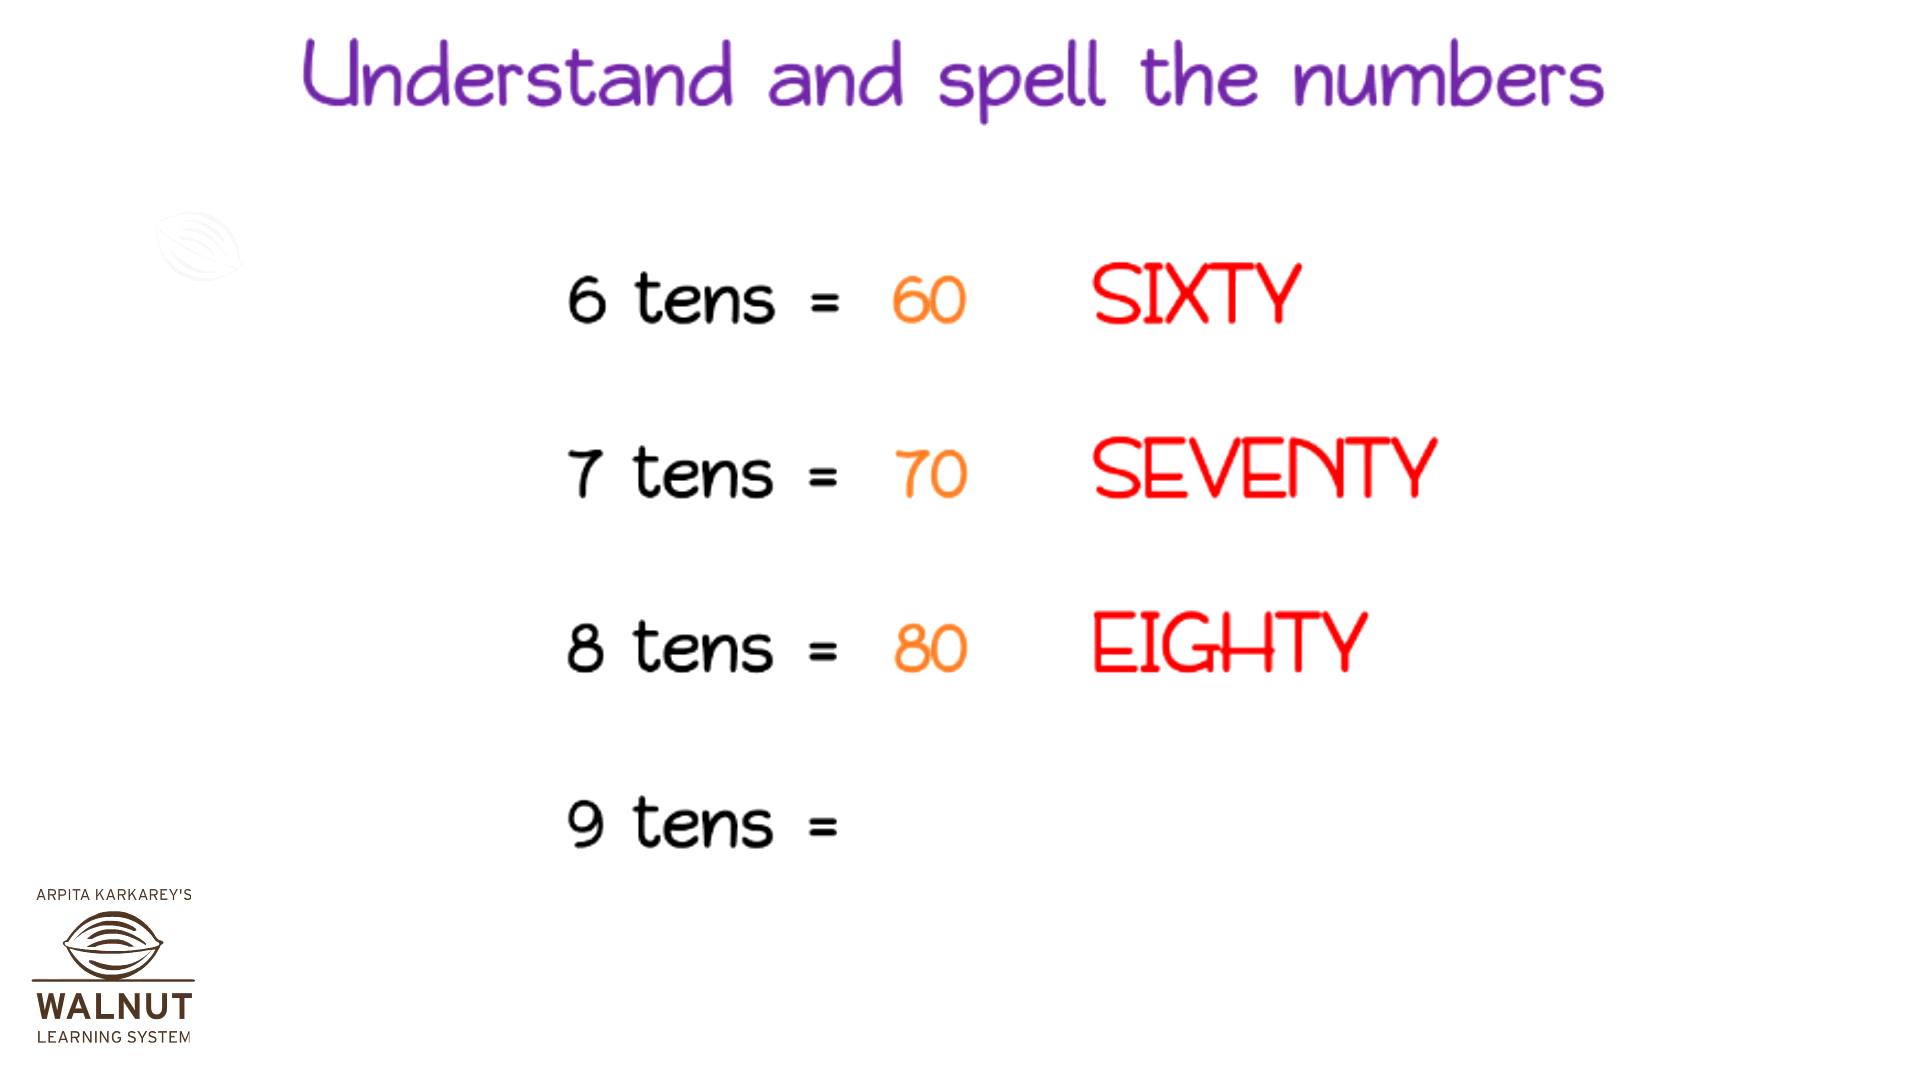 Understand and spell the numbers
6 tens = 60 SIXTY
7 tens = 70 SEVENTY
8 tens = 80 EIGHTY
9 tens =
ARPITA KARKAREY'S
WALNUT
LEARNING SYSTEM